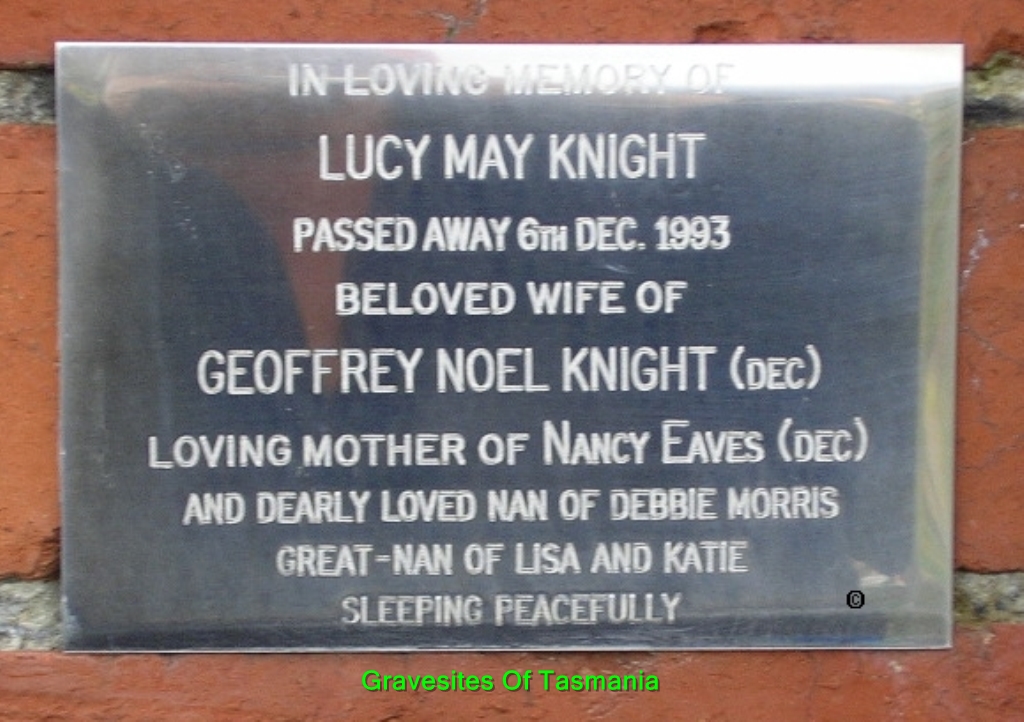 IN LOVING MEMORY OF
LUCY MAY KNIGHT
PASSED AWAY 6TH DEC. 1993
BELOVED WIFE OF
GEOFFREY NOEL KNIGHT (DEC)
LOVING MOTHER OF NANCY EAVES (DEC)
AND DEARLY LOVED NAN OF DEBBIE MORRIS
GREAT-NAN OF LISA AND KATIE
SLEEPING PEACEFULLY
©
Gravesites Of Tasmania